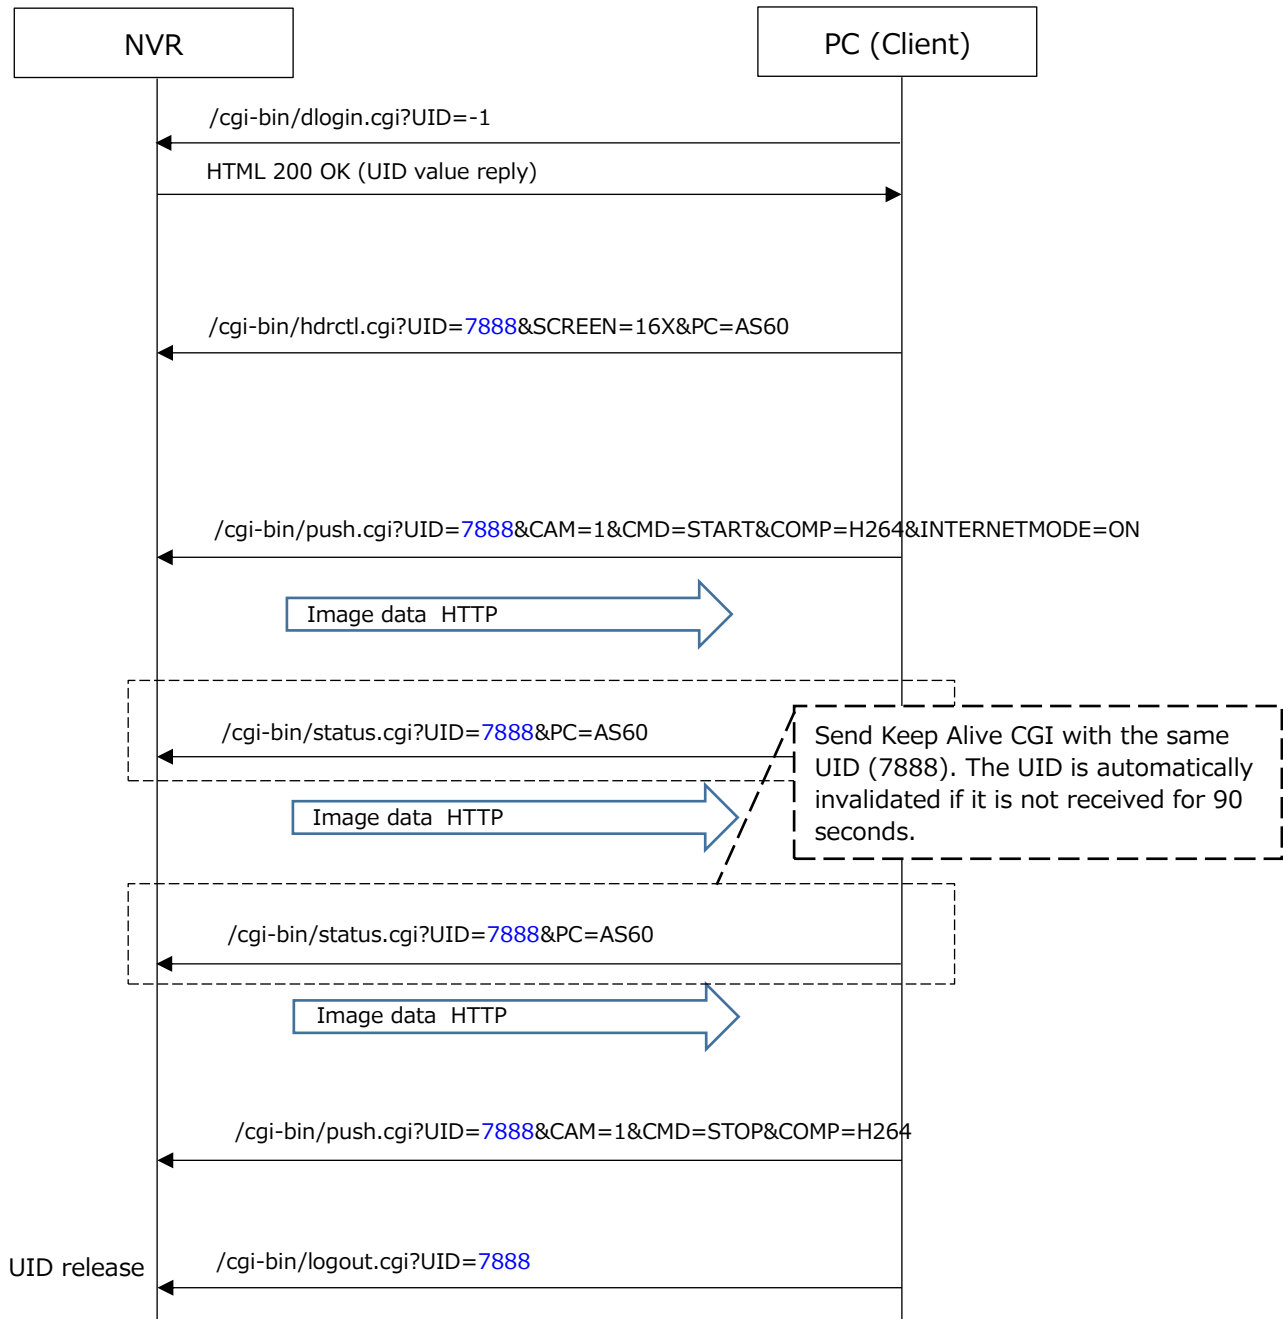 NVR
PC (Client)
/cgi-bin/dlogin.cgi?UID=-1
HTML 200 OK (UID value reply)
/cgi-bin/hdrctl.cgi?UID=7888&SCREEN=16X&PC=AS60
/cgi-bin/push.cgi?UID=7888&CAM=1&CMD=START&COMP=H264&INTERNETMODE=ON
Image data  HTTP
/cgi-bin/status.cgi?UID=7888&PC=AS60
Send Keep Alive CGI with the same
UID (7888). The UID is automatically
invalidated if it is not received for 90
seconds.
Image data  HTTP
/cgi-bin/status.cgi?UID=7888&PC=AS60
Image data  HTTP
/cgi-bin/push.cgi?UID=7888&CAM=1&CMD=STOP&COMP=H264
UID release
/cgi-bin/logout.cgi?UID=7888